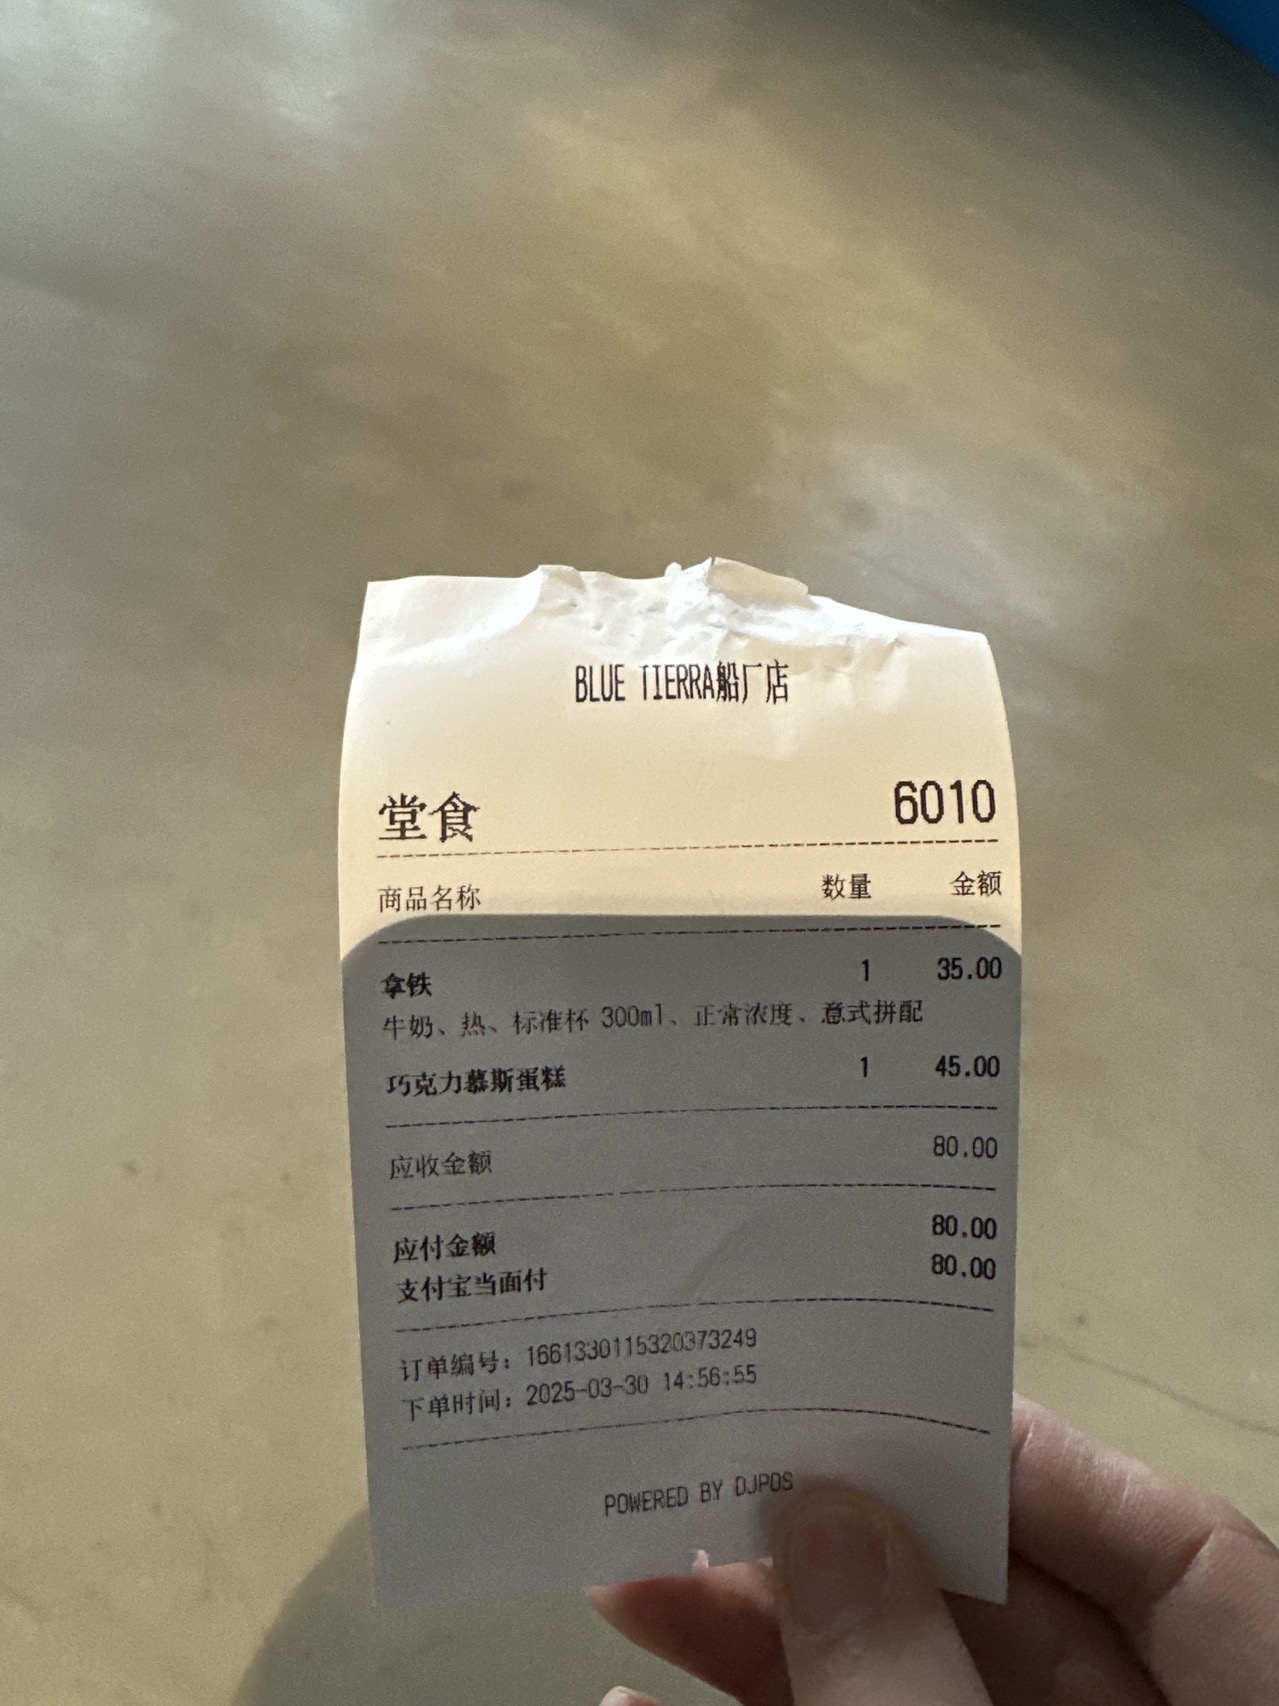 BLUE TIERRA船厂店
堂食 6010
商品名称 数量 金额
拿铁 1 35.00
牛奶、热、标准杯 300ml、正常浓度、意式拼配
巧克力慕斯蛋糕 1 45.00
应收金额 80.00
应付金额 80.00
支付宝当面付 80.00
订单编号：1661330115320373249
下单时间：2025-03-30 14:56:55
POWERED BY DJPOS